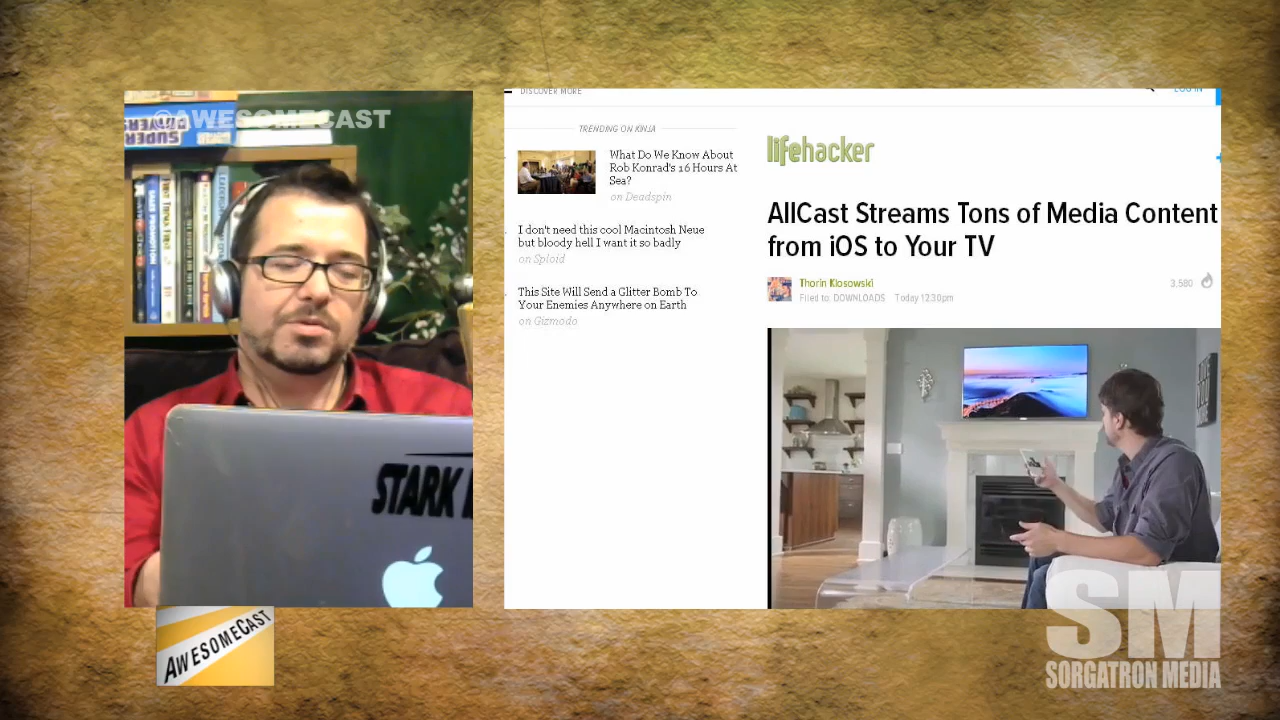 @AWESOMECAST
SUPER
STARK
AWESOMECAST
DISCOVER MORE
LOG IN
TRENDING ON KINJA
What Do We Know About
Rob Konrad's 16 Hours At
Sea?
on Deadspin
I don't need this cool Macintosh Neue
but bloody hell I want it so badly
on Sploid
This Site Will Send a Glitter Bomb To
Your Enemies Anywhere on Earth
on Gizmodo
lifehacker
AllCast Streams Tons of Media Content
from iOS to Your TV
Thorin Klosowski
Filed to: DOWNLOADS Today 12:30pm
3,580
SM
SORGATRON MEDIA